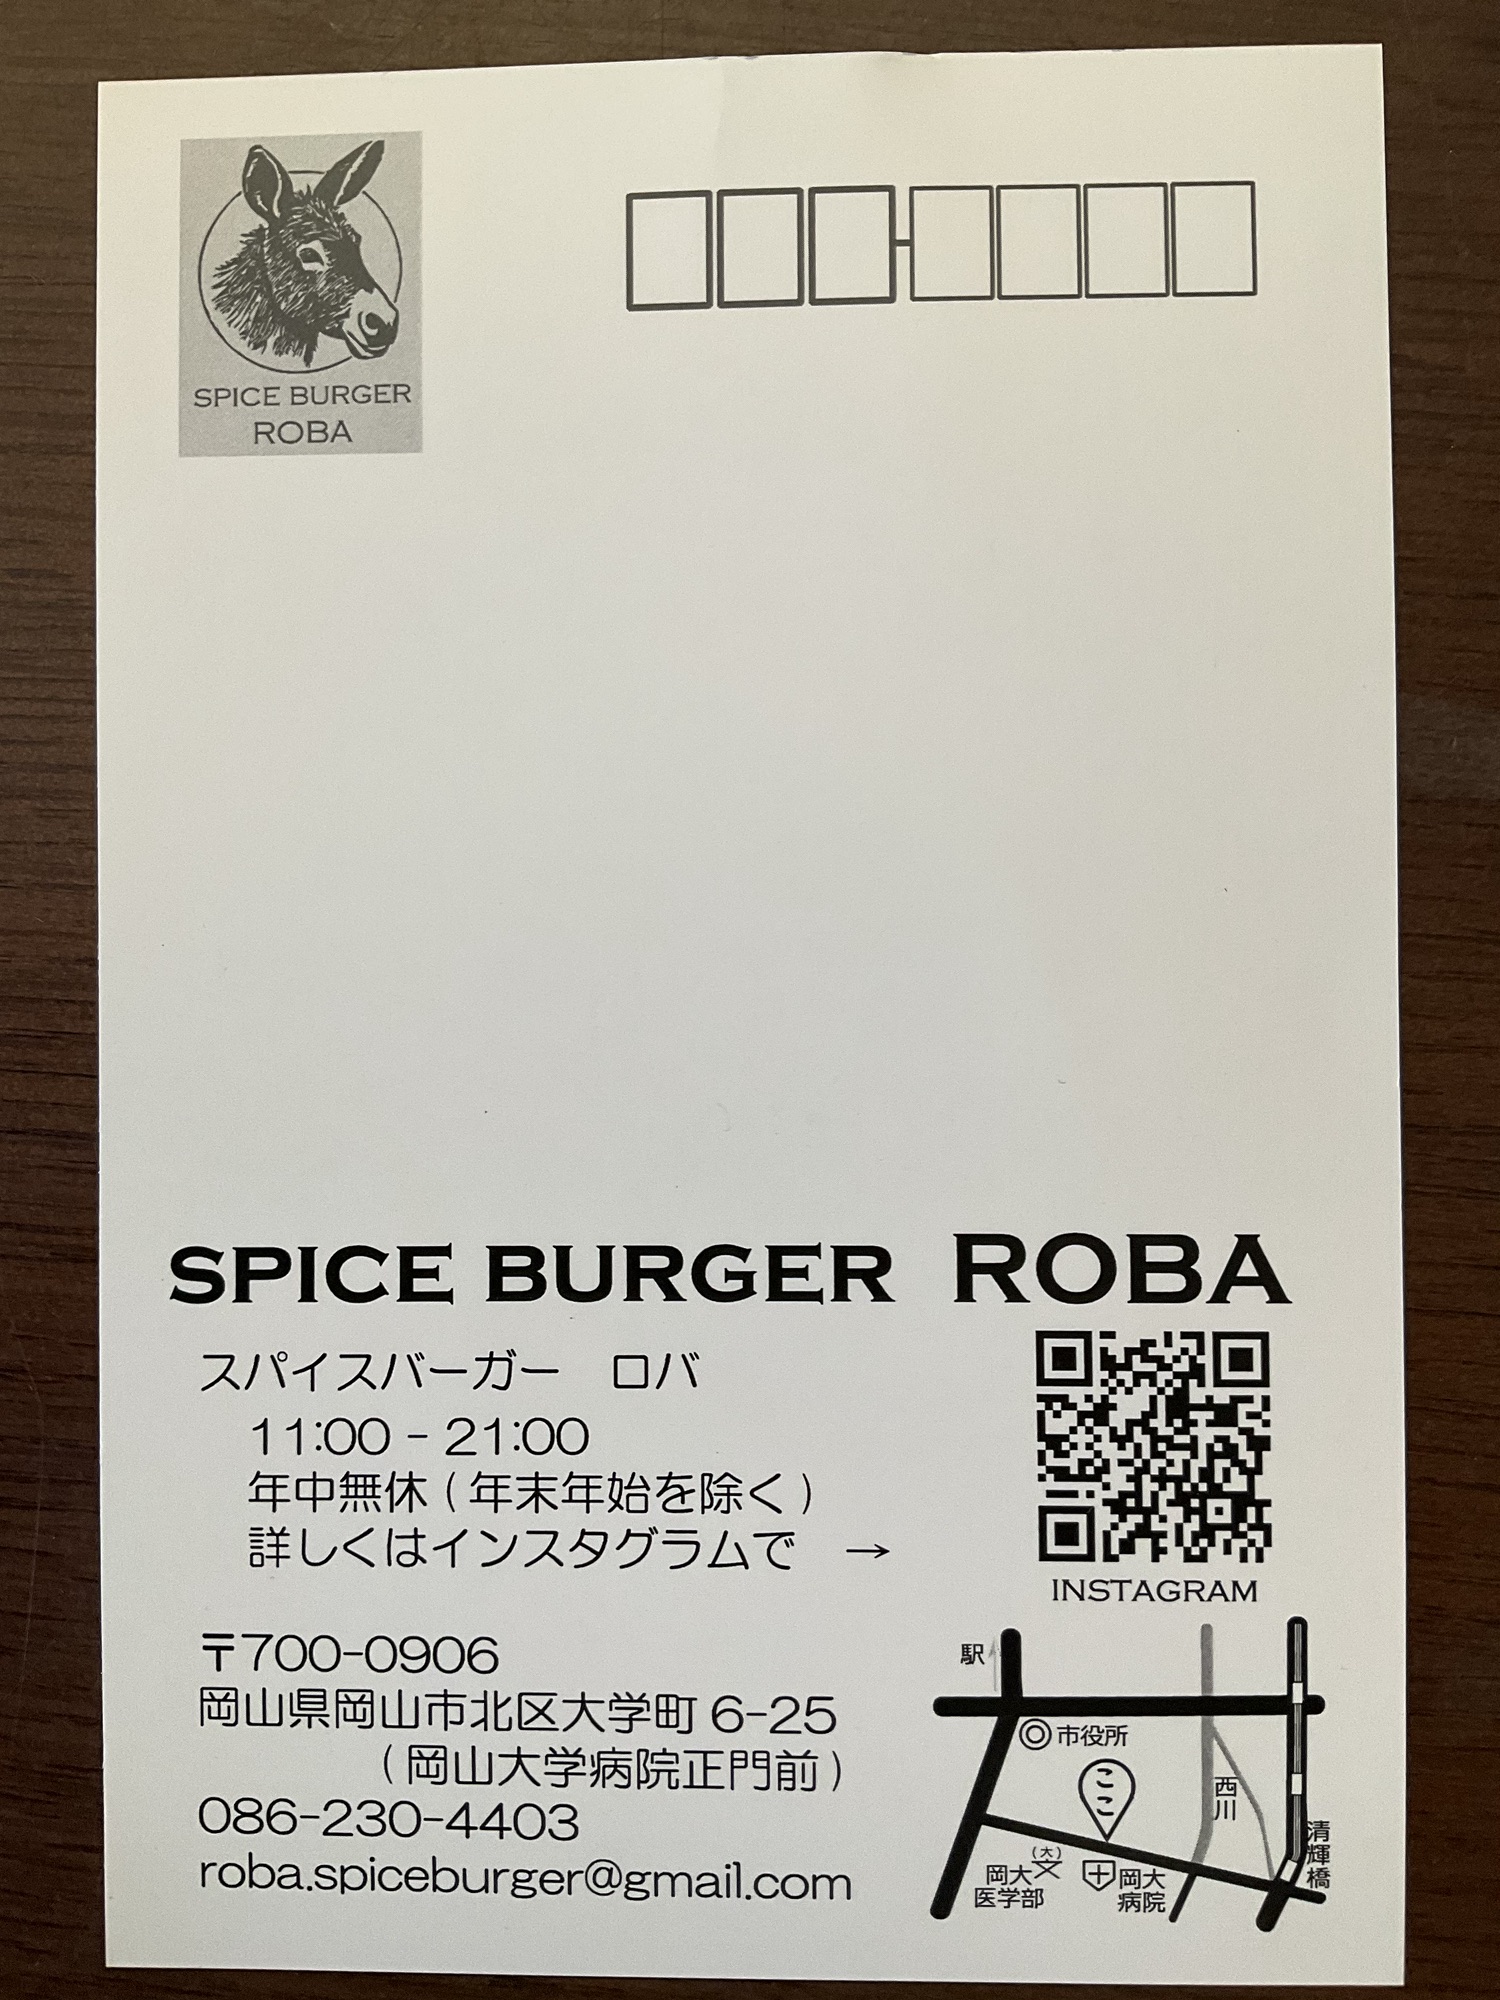 SPICE BURGER
ROBA
SPICE BURGER ROBA
スパイスバーガー　ロバ
11:00 - 21:00
年中無休 ( 年末年始を除く )
詳しくはインスタグラムで　→
INSTAGRAM
〒700-0906
岡山県岡山市北区大学町 6-25
( 岡山大学病院正門前 )
086-230-4403
roba.spiceburger@gmail.com
駅
◎ 市役所
ここ
西川
清輝橋
(大)
文
岡大
医学部
岡大
病院